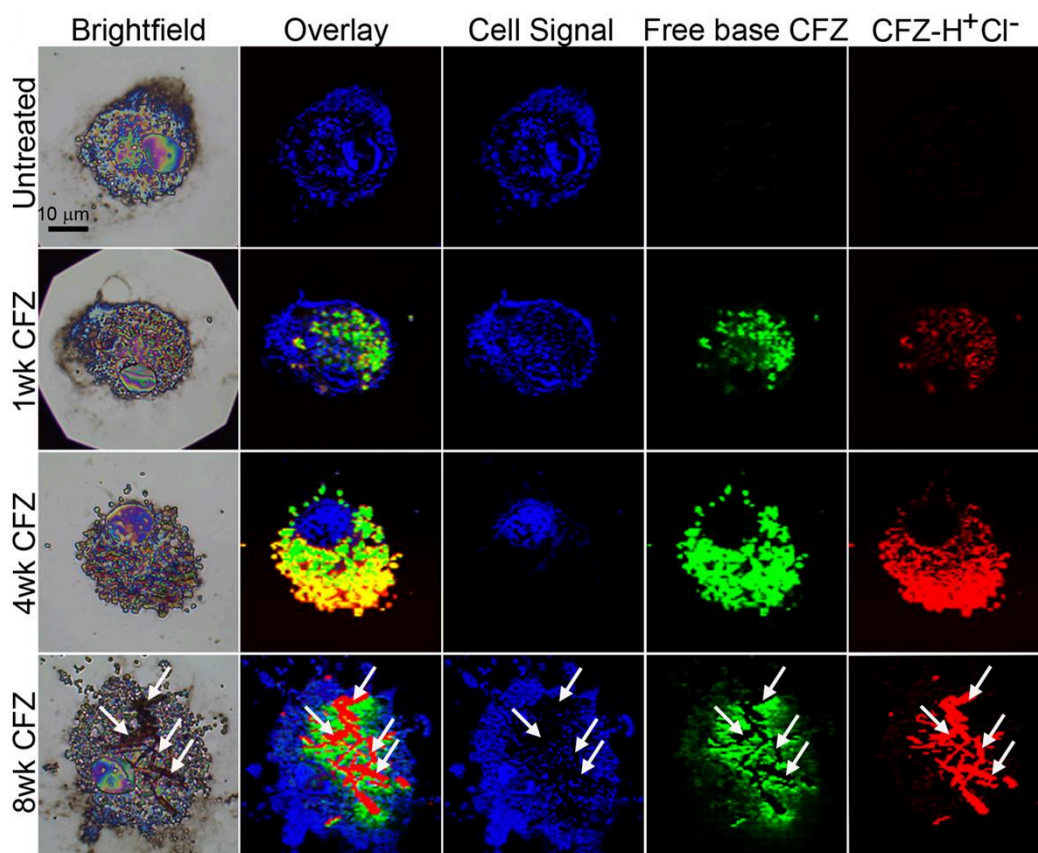 Brightfield Overlay Cell Signal Free base CFZ CFZ-H⁺Cl⁻
Untreated
10 μm
1wk CFZ
4wk CFZ
8wk CFZ